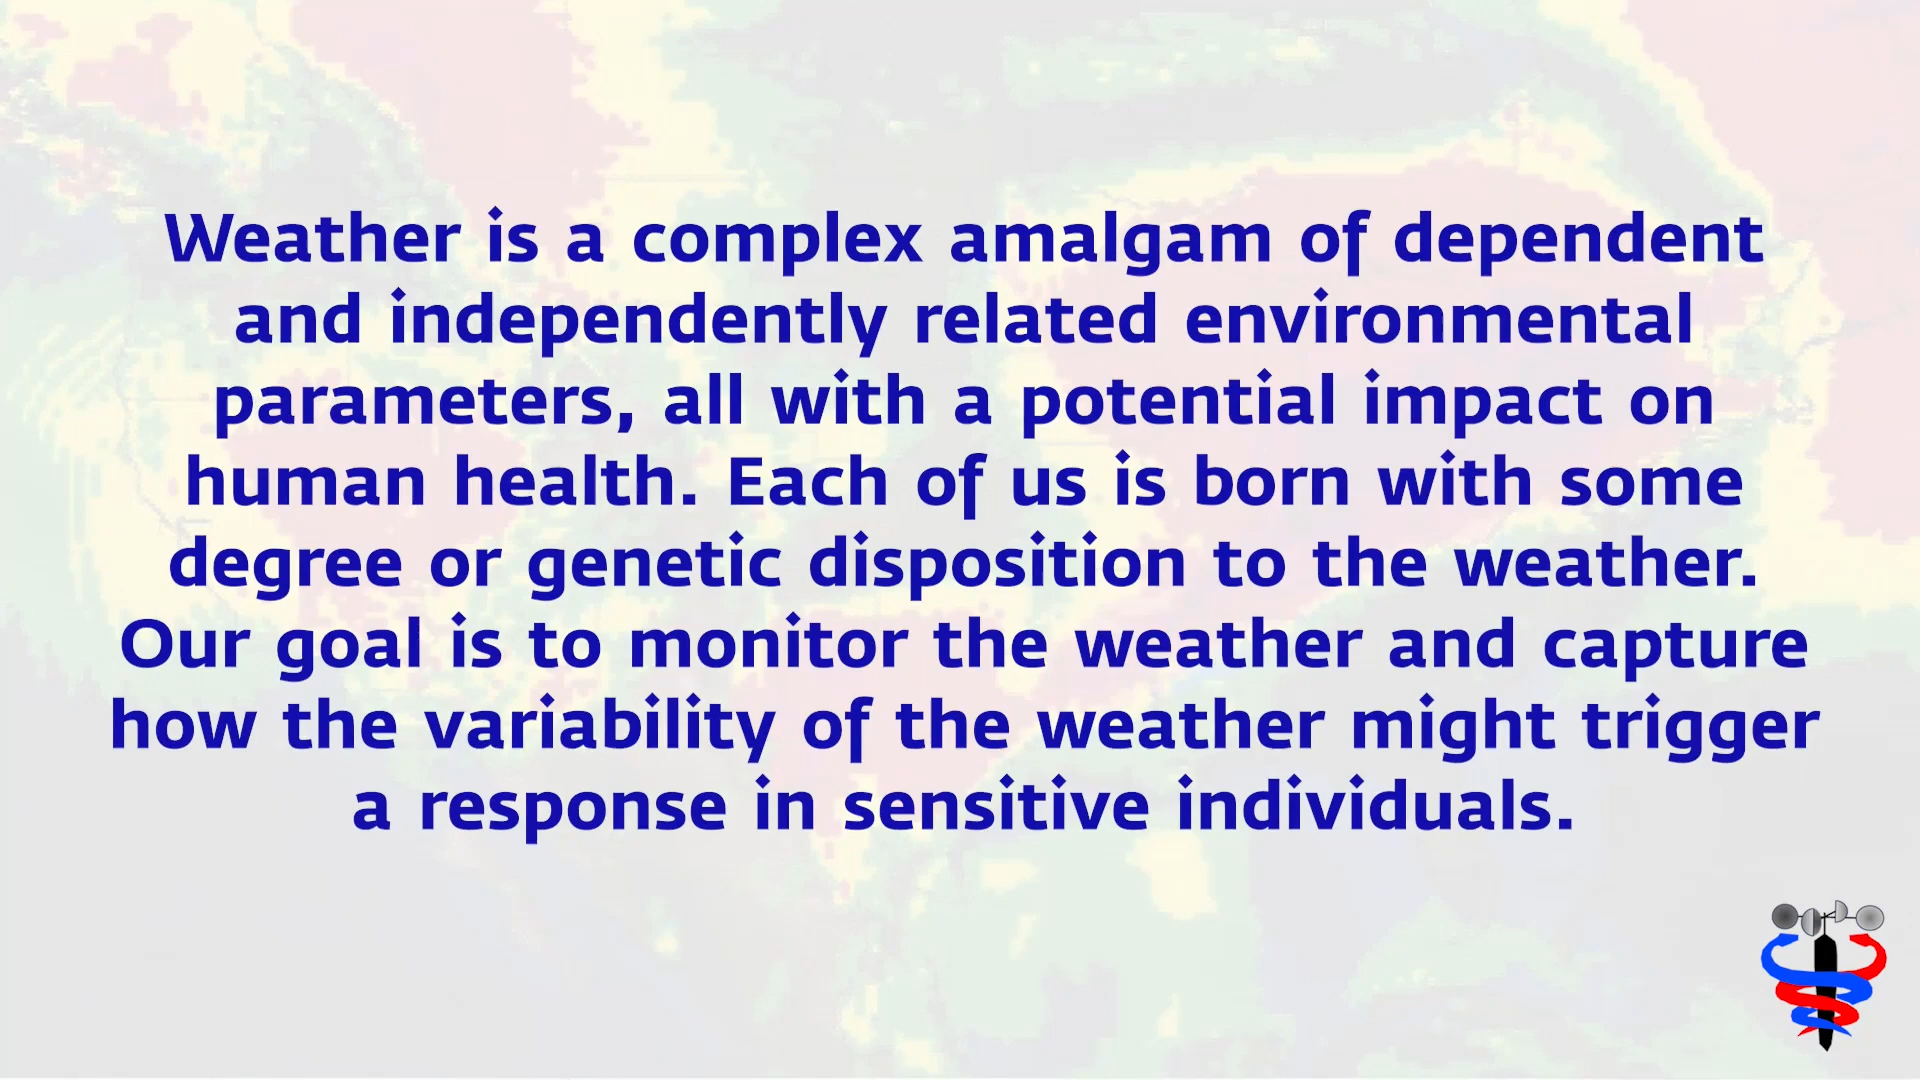 Weather is a complex amalgam of dependent
and independently related environmental
parameters, all with a potential impact on
human health. Each of us is born with some
degree or genetic disposition to the weather.
Our goal is to monitor the weather and capture
how the variability of the weather might trigger
a response in sensitive individuals.